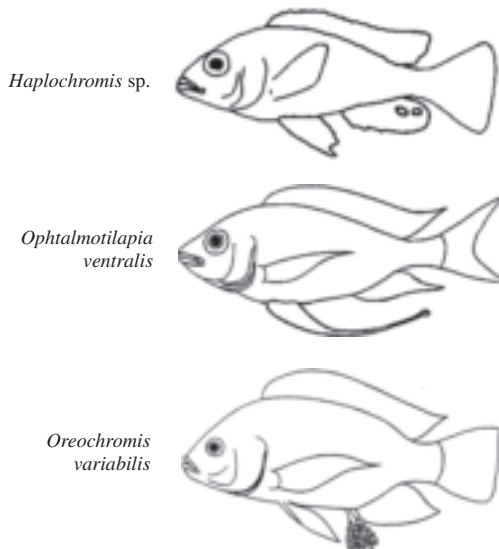 Haplochromis sp.
Ophtalmotilapia
ventralis
Oreochromis
variabilis